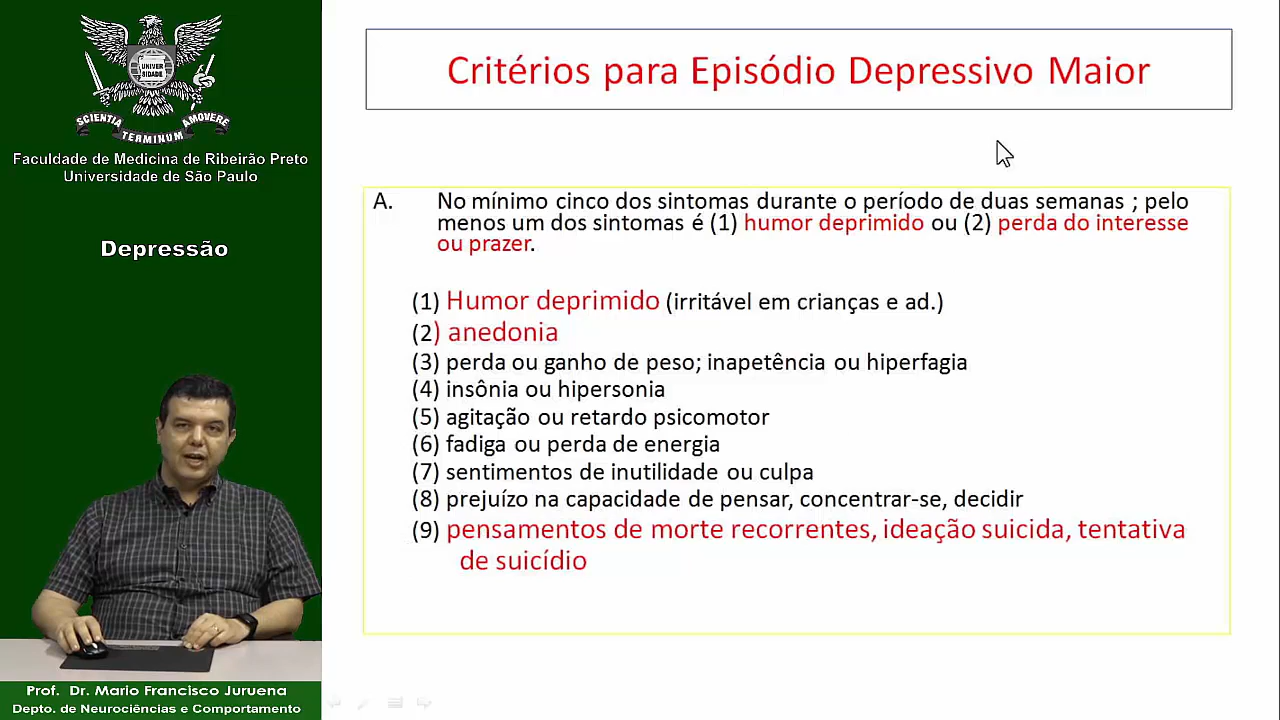 UNIVER
SIDADE
SCIENTIA
AMOVERE
TERMINUM
Faculdade de Medicina de Ribeirão Preto
Universidade de São Paulo
Depressão
Prof. Dr. Mario Francisco Juruena
Depto. de Neurociências e Comportamento
Critérios para Episódio Depressivo Maior
A. No mínimo cinco dos sintomas durante o período de duas semanas ; pelo
menos um dos sintomas é (1) humor deprimido ou (2) perda do interesse
ou prazer.
(1) Humor deprimido (irritável em crianças e ad.)
(2) anedonia
(3) perda ou ganho de peso; inapetência ou hiperfagia
(4) insônia ou hipersonia
(5) agitação ou retardo psicomotor
(6) fadiga ou perda de energia
(7) sentimentos de inutilidade ou culpa
(8) prejuízo na capacidade de pensar, concentrar-se, decidir
(9) pensamentos de morte recorrentes, ideação suicida, tentativa
de suicídio